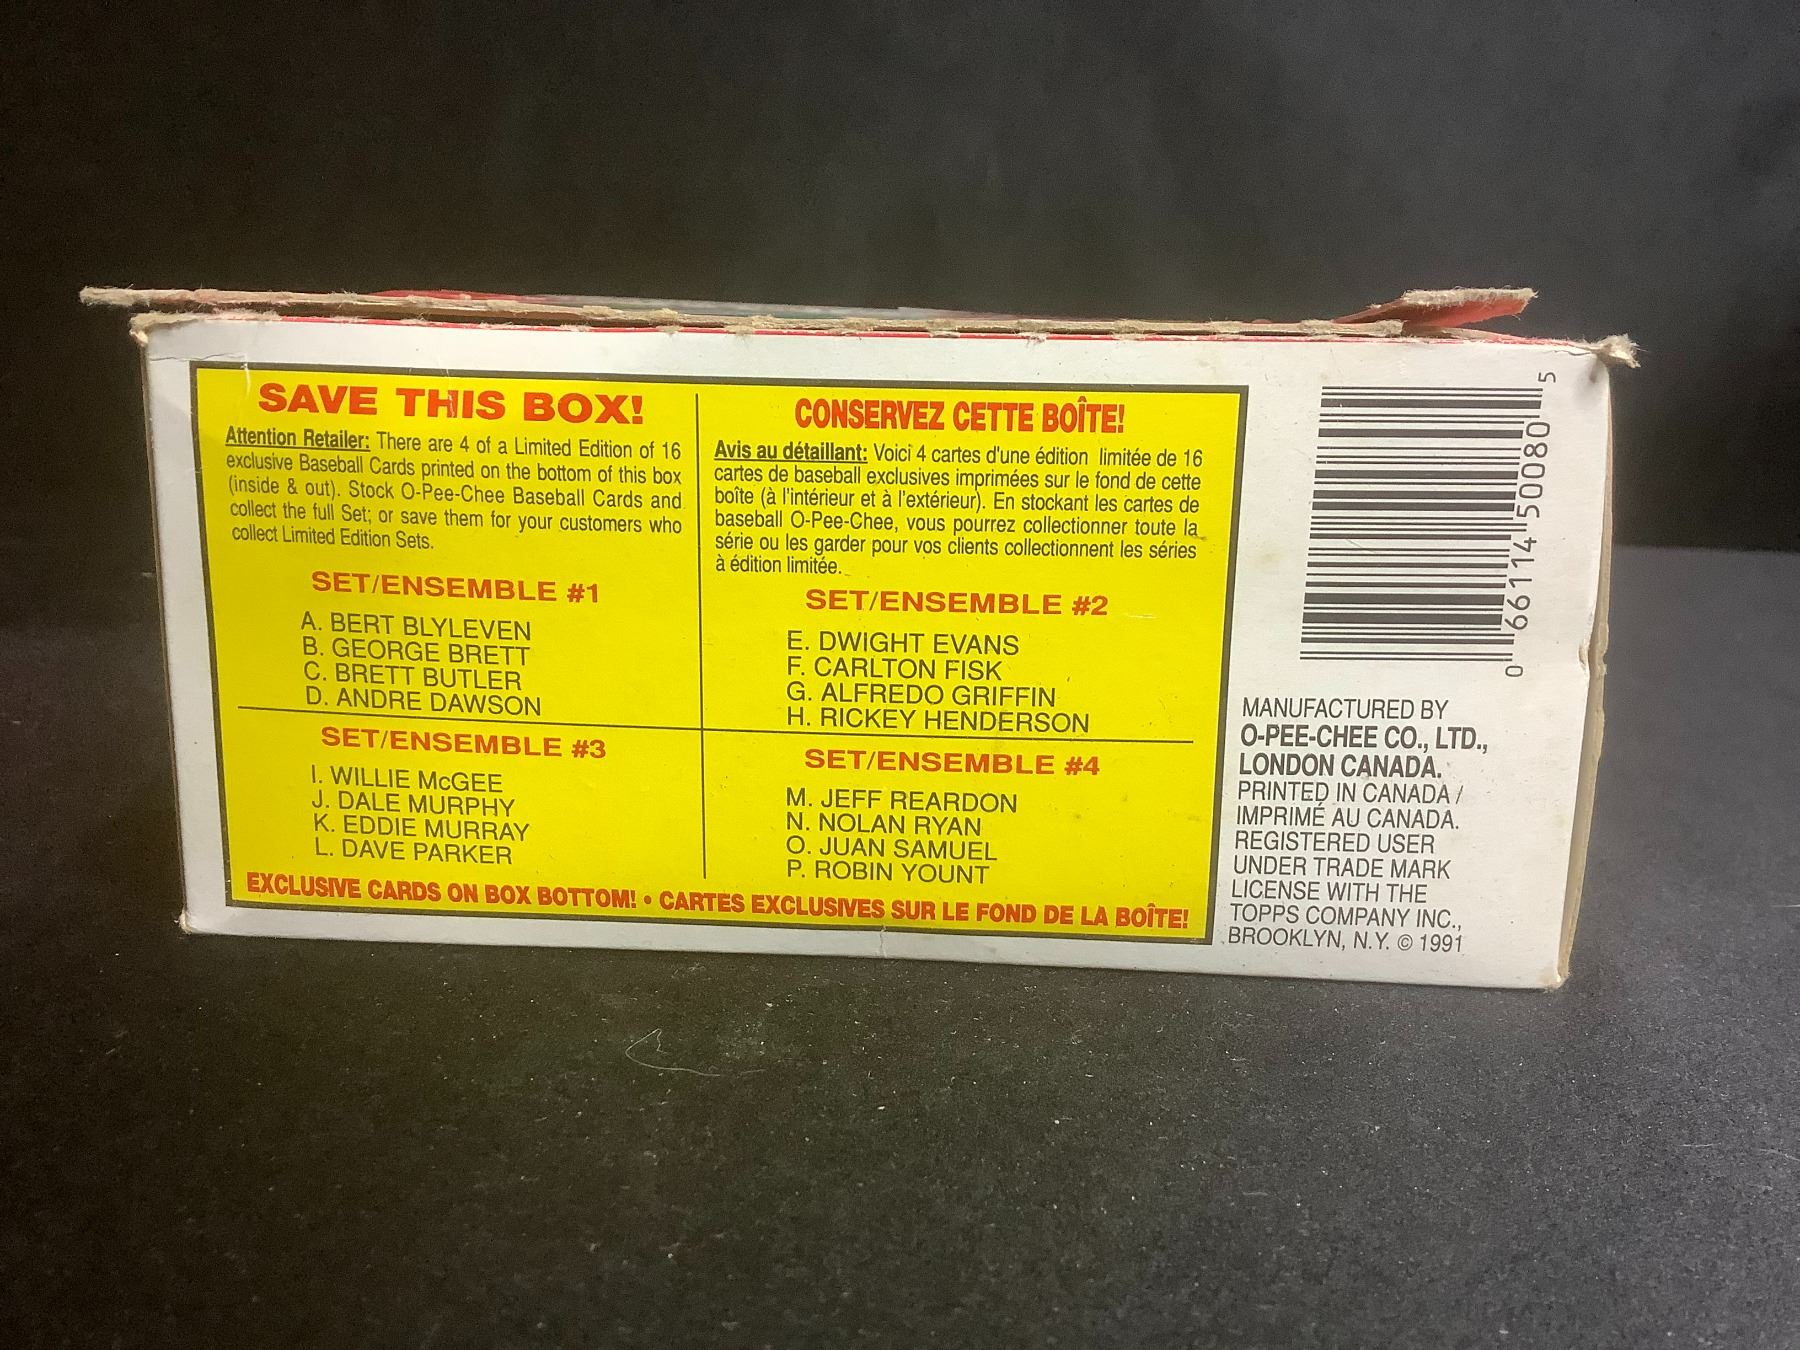 SAVE THIS BOX!
Attention Retailer: There are 4 of a Limited Edition of 16
exclusive Baseball Cards printed on the bottom of this box
(inside & out). Stock O-Pee-Chee Baseball Cards and
collect the full Set; or save them for your customers who
collect Limited Edition Sets.
SET/ENSEMBLE #1
A. BERT BLYLEVEN
B. GEORGE BRETT
C. BRETT BUTLER
D. ANDRE DAWSON
CONSERVEZ CETTE BOÎTE!
Avis au détaillant: Voici 4 cartes d'une édition limitée de 16
cartes de baseball exclusives imprimées sur le fond de cette
boîte (à l'intérieur et à l'extérieur). En stockant les cartes de
baseball O-Pee-Chee, vous pourrez collectionner toute la
série ou les garder pour vos clients collectionnent les séries
à édition limitée.
SET/ENSEMBLE #2
E. DWIGHT EVANS
F. CARLTON FISK
G. ALFREDO GRIFFIN
H. RICKEY HENDERSON
SET/ENSEMBLE #3
I. WILLIE McGEE
J. DALE MURPHY
K. EDDIE MURRAY
L. DAVE PARKER
SET/ENSEMBLE #4
M. JEFF REARDON
N. NOLAN RYAN
O. JUAN SAMUEL
P. ROBIN YOUNT
EXCLUSIVE CARDS ON BOX BOTTOM! • CARTES EXCLUSIVES SUR LE FOND DE LA BOÎTE!
0 66114 50080 5
MANUFACTURED BY
O-PEE-CHEE CO., LTD.,
LONDON CANADA.
PRINTED IN CANADA /
IMPRIMÉ AU CANADA.
REGISTERED USER
UNDER TRADE MARK
LICENSE WITH THE
TOPPS COMPANY INC.,
BROOKLYN, N.Y. © 1991